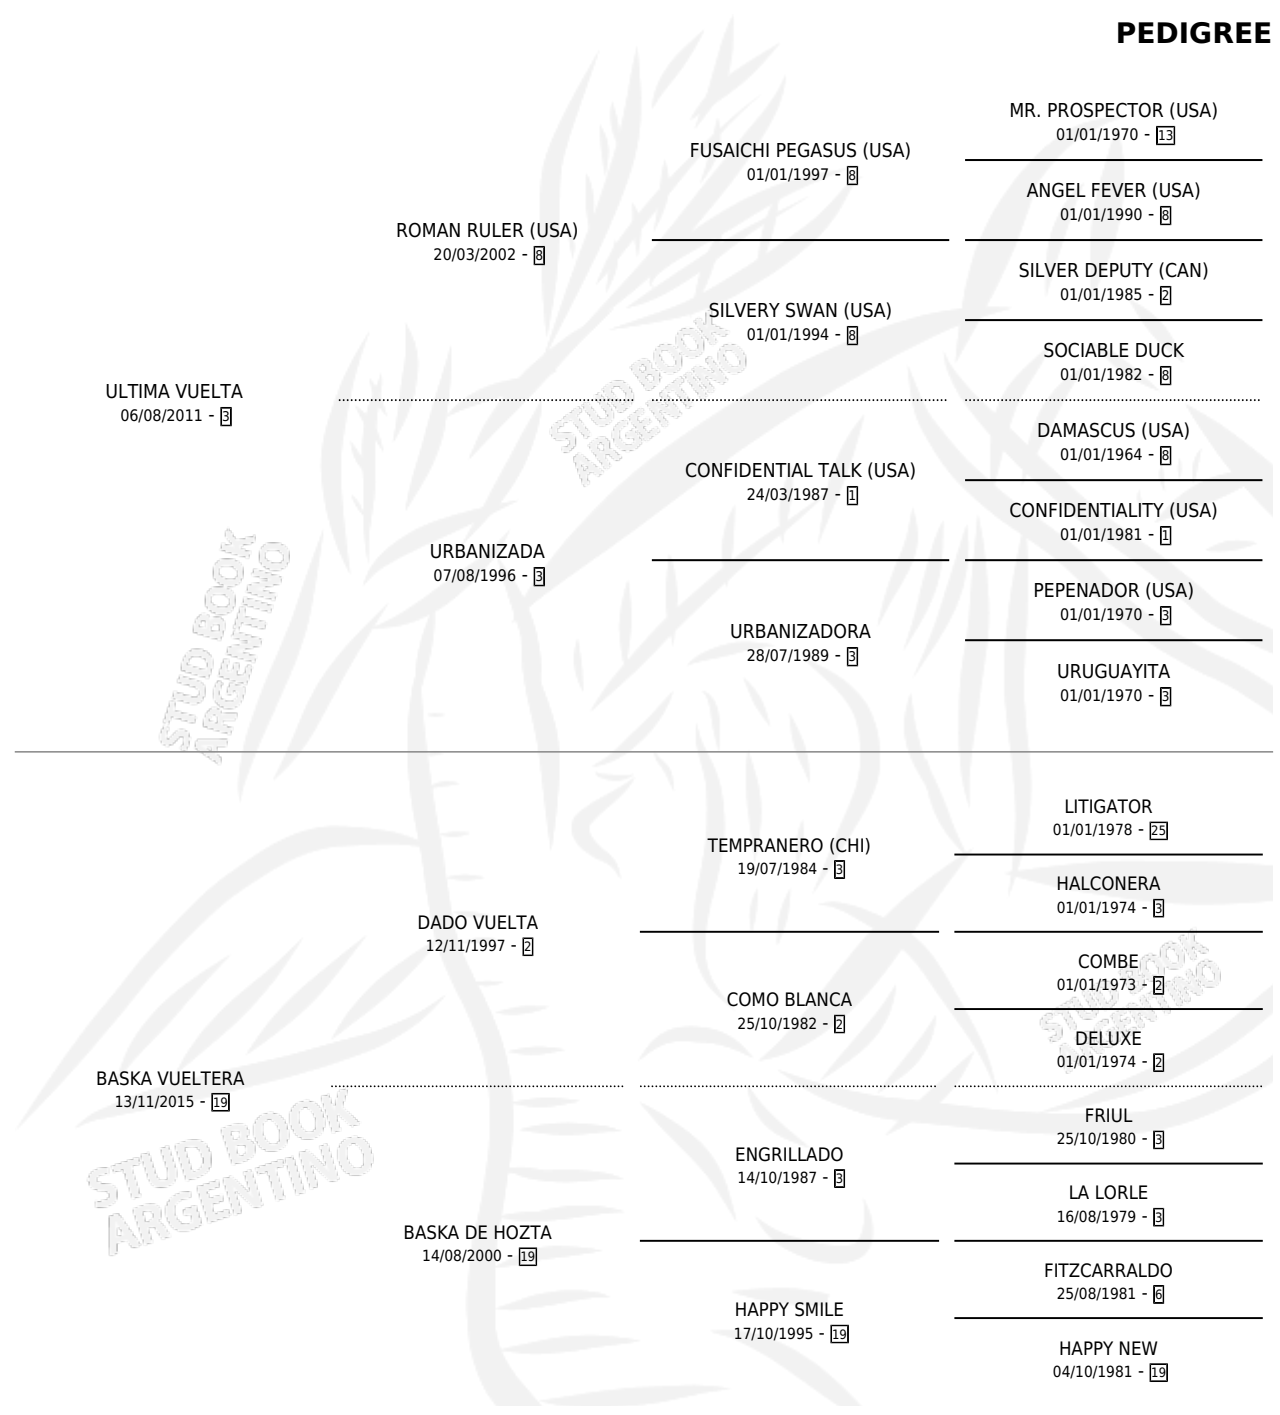 PEDIGREE
MR. PROSPECTOR (USA)
01/01/1970 - 13
FUSAICHI PEGASUS (USA)
01/01/1997 - 8
ANGEL FEVER (USA)
01/01/1990 - 8
ROMAN RULER (USA)
20/03/2002 - 8
SILVER DEPUTY (CAN)
01/01/1985 - 2
SILVERY SWAN (USA)
01/01/1994 - 8
SOCIABLE DUCK
01/01/1982 - 8
ULTIMA VUELTA
06/08/2011 - 3
DAMASCUS (USA)
01/01/1964 - 8
CONFIDENTIAL TALK (USA)
24/03/1987 - 1
CONFIDENTIALITY (USA)
01/01/1981 - 1
URBANIZADA
07/08/1996 - 3
PEPENADOR (USA)
01/01/1970 - 3
URBANIZADORA
28/07/1989 - 3
URUGUAYITA
01/01/1970 - 3
LITIGATOR
01/01/1978 - 25
TEMPRANERO (CHI)
19/07/1984 - 3
HALCONERA
01/01/1974 - 3
DADO VUELTA
12/11/1997 - 2
COMBE
01/01/1973 - 2
COMO BLANCA
25/10/1982 - 2
DELUXE
01/01/1974 - 2
BASKA VUELTERA
13/11/2015 - 19
FRIUL
25/10/1980 - 3
ENGRILLADO
14/10/1987 - 3
LA LORLE
16/08/1979 - 3
BASKA DE HOZTA
14/08/2000 - 19
FITZCARRALDO
25/08/1981 - 6
HAPPY SMILE
17/10/1995 - 19
HAPPY NEW
04/10/1981 - 19
STUD BOOK
ARGENTINO
STUD BOOK
ARGENTINO
STUD BOOK
ARGENTINO
STUD BOOK
ARGENTINO